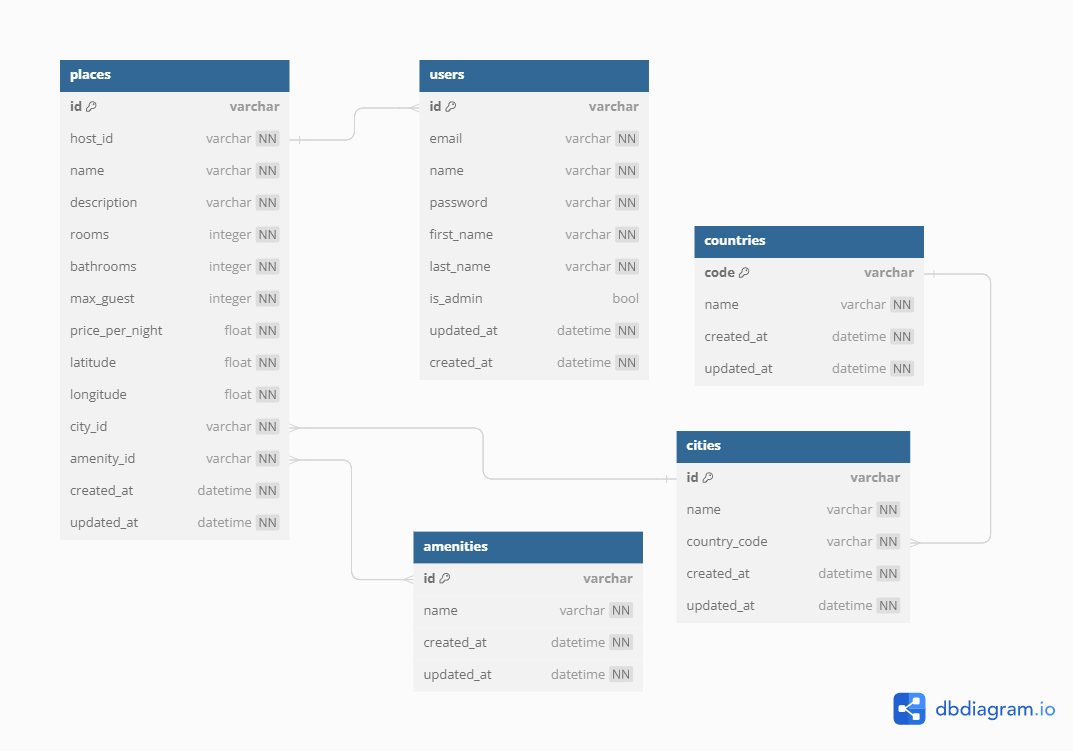 places
id varchar
host_id varchar NN
name varchar NN
description varchar NN
rooms integer NN
bathrooms integer NN
max_guest integer NN
price_per_night float NN
latitude float NN
longitude float NN
city_id varchar NN
amenity_id varchar NN
created_at datetime NN
updated_at datetime NN
users
id varchar
email varchar NN
name varchar NN
password varchar NN
first_name varchar NN
last_name varchar NN
is_admin bool
updated_at datetime NN
created_at datetime NN
countries
code varchar
name varchar NN
created_at datetime NN
updated_at datetime NN
cities
id varchar
name varchar NN
country_code varchar NN
created_at datetime NN
updated_at datetime NN
amenities
id varchar
name varchar NN
created_at datetime NN
updated_at datetime NN
dbdiagram.io